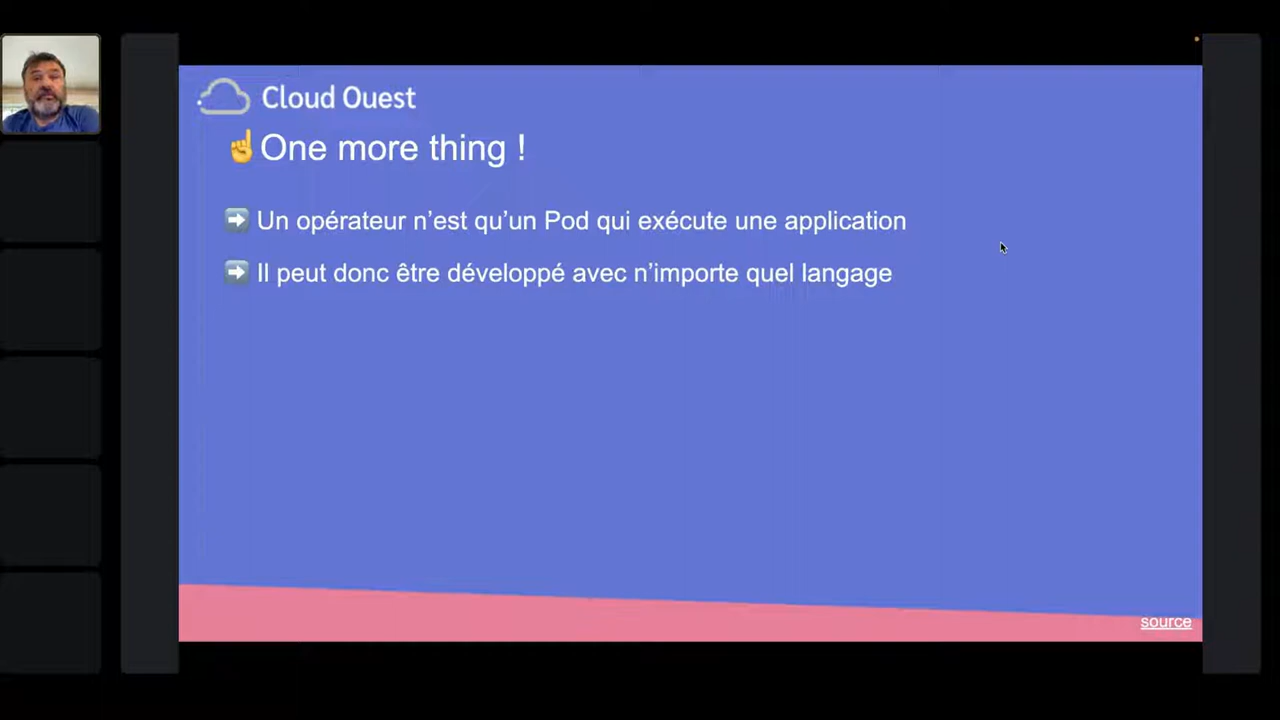 Cloud Ouest
☝️One more thing !
➡️ Un opérateur n’est qu’un Pod qui exécute une application
➡️ Il peut donc être développé avec n’importe quel langage
source